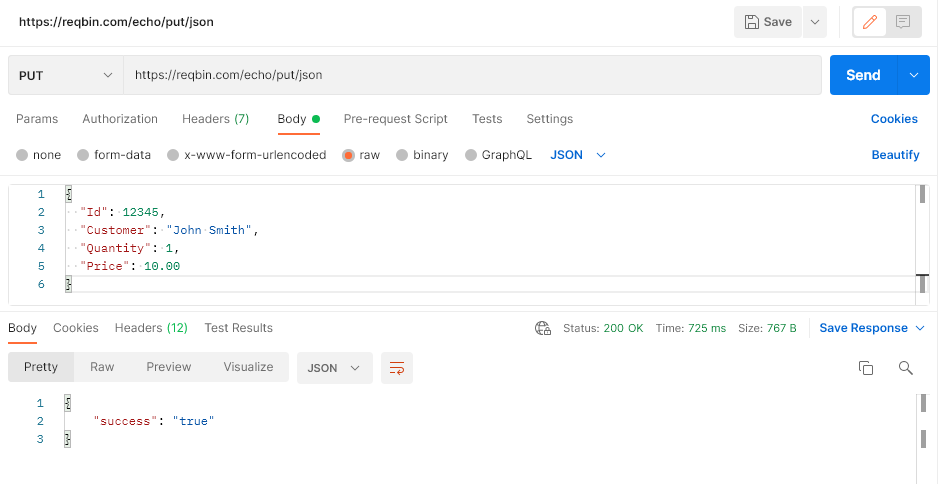 https://reqbin.com/echo/put/json Save
PUT https://reqbin.com/echo/put/json Send
Params Authorization Headers (7) Body Pre-request Script Tests Settings Cookies
none form-data x-www-form-urlencoded raw binary GraphQL JSON Beautify
1 {
2 "Id": 12345,
3 "Customer": "John Smith",
4 "Quantity": 1,
5 "Price": 10.00
6 }
Body Cookies Headers (12) Test Results Status: 200 OK Time: 725 ms Size: 767 B Save Response
Pretty Raw Preview Visualize JSON
1 {
2 "success": "true"
3 }